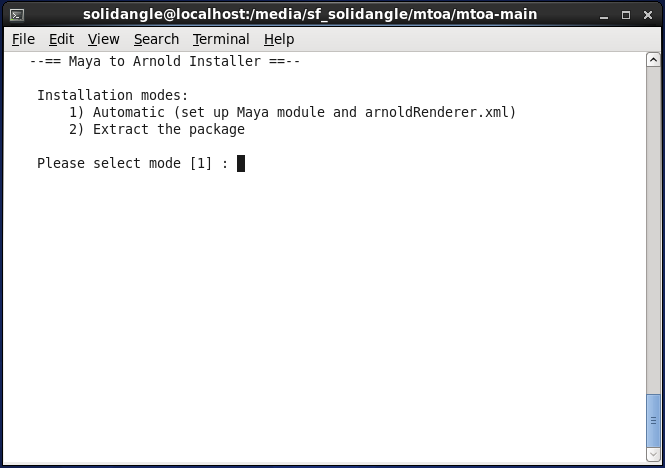 solidangle@localhost:/media/sf_solidangle/mtoa/mtoa-main
File Edit View Search Terminal Help
--== Maya to Arnold Installer ==--
Installation modes:
1) Automatic (set up Maya module and arnoldRenderer.xml)
2) Extract the package
Please select mode [1] :